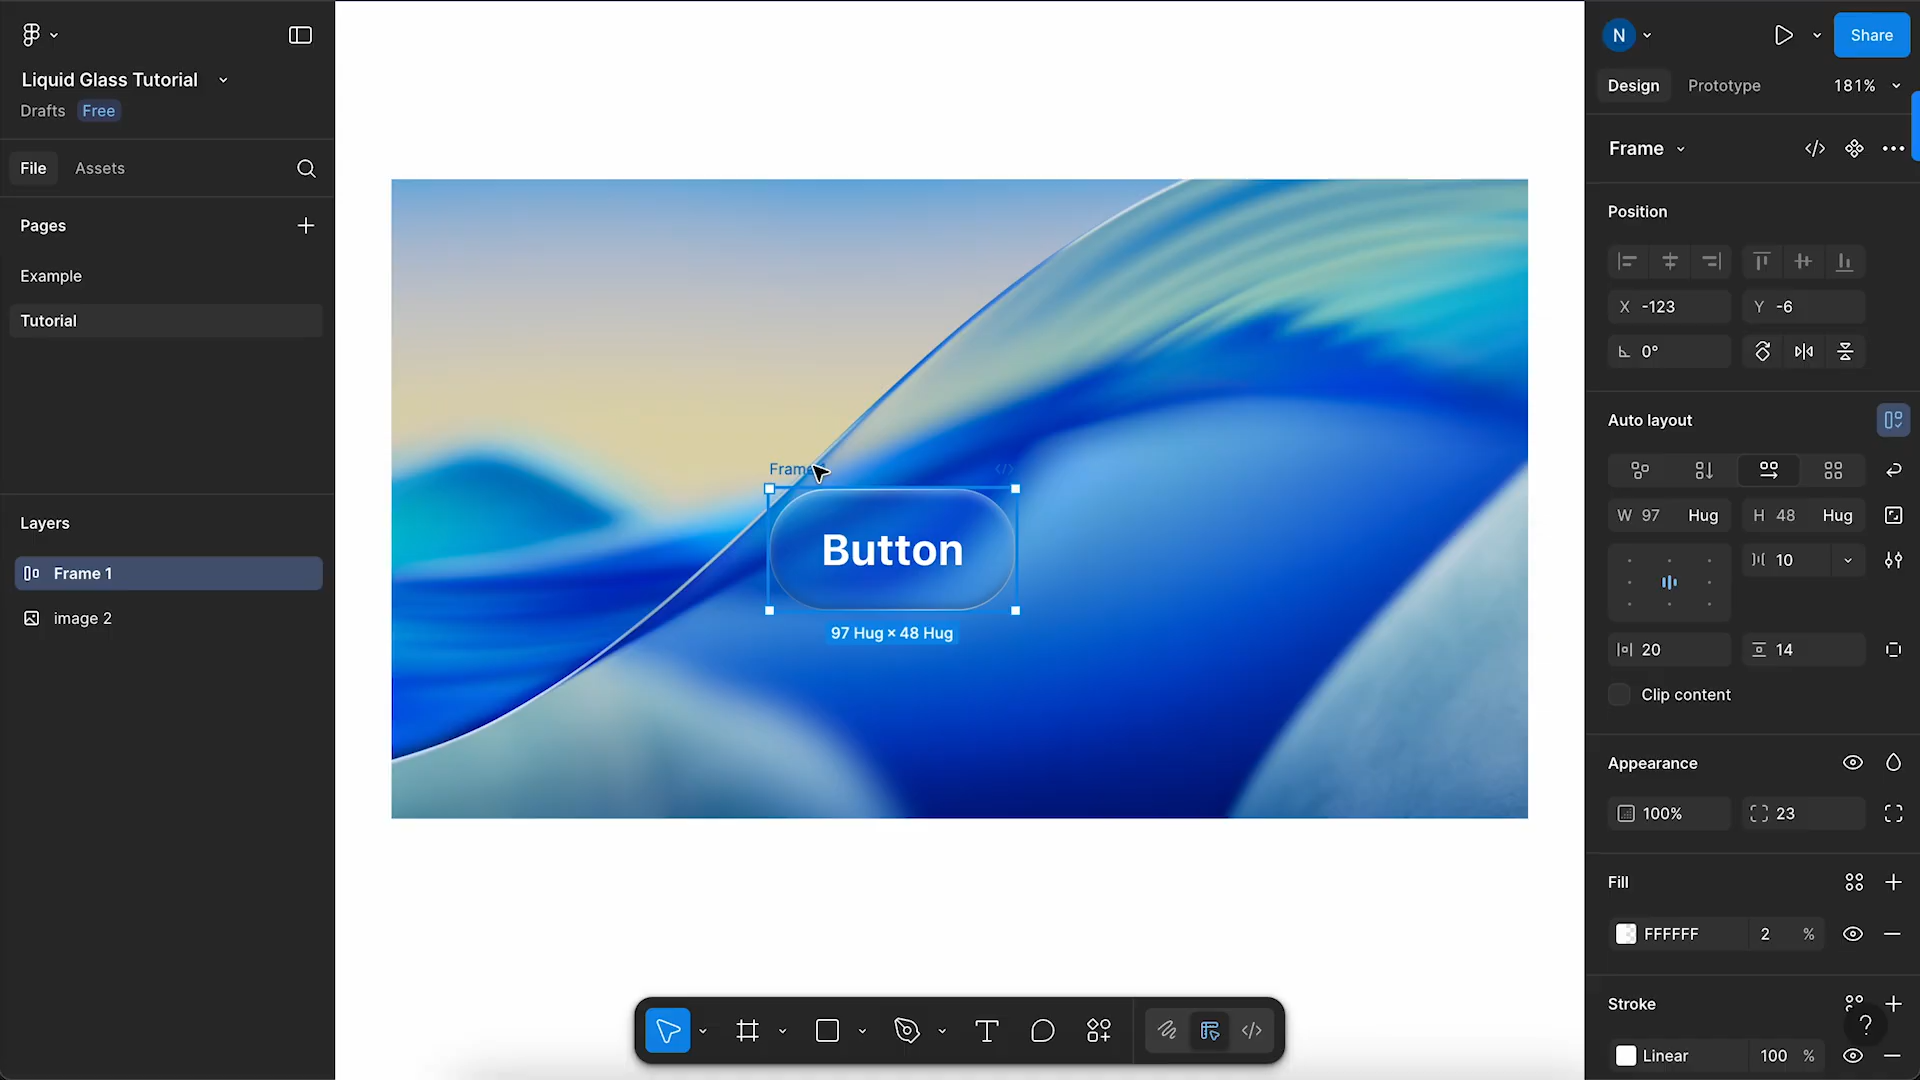 Liquid Glass Tutorial
Drafts Free
File Assets
Pages
Example
Tutorial
Layers
Frame 1
image 2
Frame
Button
97 Hug × 48 Hug
N
Share
Design Prototype 181%
Frame
Position
X -123 Y -6
0°
Auto layout
W 97 Hug H 48 Hug
10
20 14
Clip content
Appearance
100% 23
Fill
FFFFFF 2 %
Stroke
?
Linear 100 %